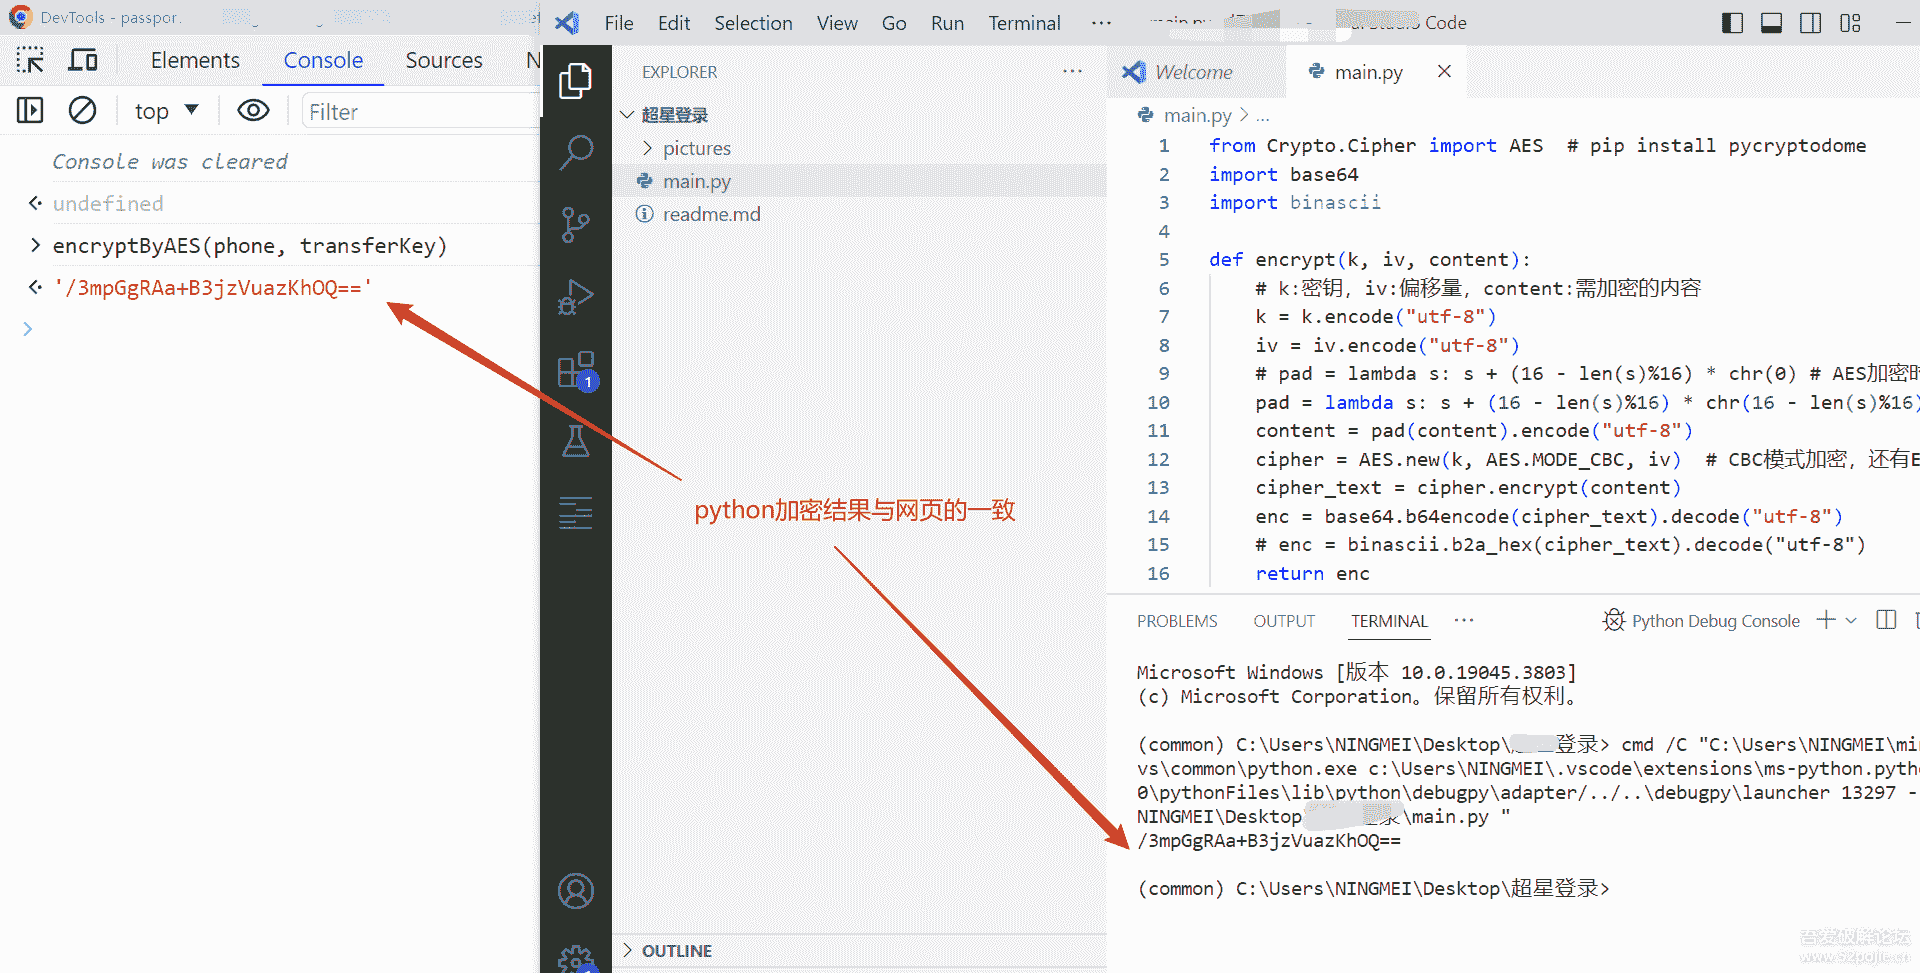 DevTools - passpor.
Elements
Console
Sources
N
top
Filter
Console was cleared
undefined
encryptByAES(phone, transferKey)
'/3mpGgRAa+B3jzVuazKhOQ=='
File Edit Selection View Go Run Terminal ···
Code
EXPLORER
超星登录
pictures
main.py
readme.md
1
OUTLINE
Welcome
main.py
main.py > ...
1 from Crypto.Cipher import AES  # pip install pycryptodome
2 import base64
3 import binascii
4
5 def encrypt(k, iv, content):
6 # k:密钥，iv:偏移量，content:需加密的内容
7 k = k.encode("utf-8")
8 iv = iv.encode("utf-8")
9 # pad = lambda s: s + (16 - len(s)%16) * chr(0) # AES加密时
10 pad = lambda s: s + (16 - len(s)%16) * chr(16 - len(s)%16)
11 content = pad(content).encode("utf-8")
12 cipher = AES.new(k, AES.MODE_CBC, iv)  # CBC模式加密，还有E
13 cipher_text = cipher.encrypt(content)
14 enc = base64.b64encode(cipher_text).decode("utf-8")
15 # enc = binascii.b2a_hex(cipher_text).decode("utf-8")
16 return enc
python加密结果与网页的一致
PROBLEMS OUTPUT TERMINAL ··· Python Debug Console
Microsoft Windows [版本 10.0.19045.3803]
(c) Microsoft Corporation。保留所有权利。
(common) C:\Users\NINGMEI\Desktop\登录> cmd /C "C:\Users\NINGMEI\mi
vs\common\python.exe c:\Users\NINGMEI\.vscode\extensions\ms-python.pyth
0\pythonFiles\lib\python\debugpy\adapter/../..\debugpy\launcher 13297 -
NINGMEI\Desktop\main.py "
/3mpGgRAa+B3jzVuazKhOQ==
(common) C:\Users\NINGMEI\Desktop\超星登录>
吾爱破解论坛
www.52pojie.cn